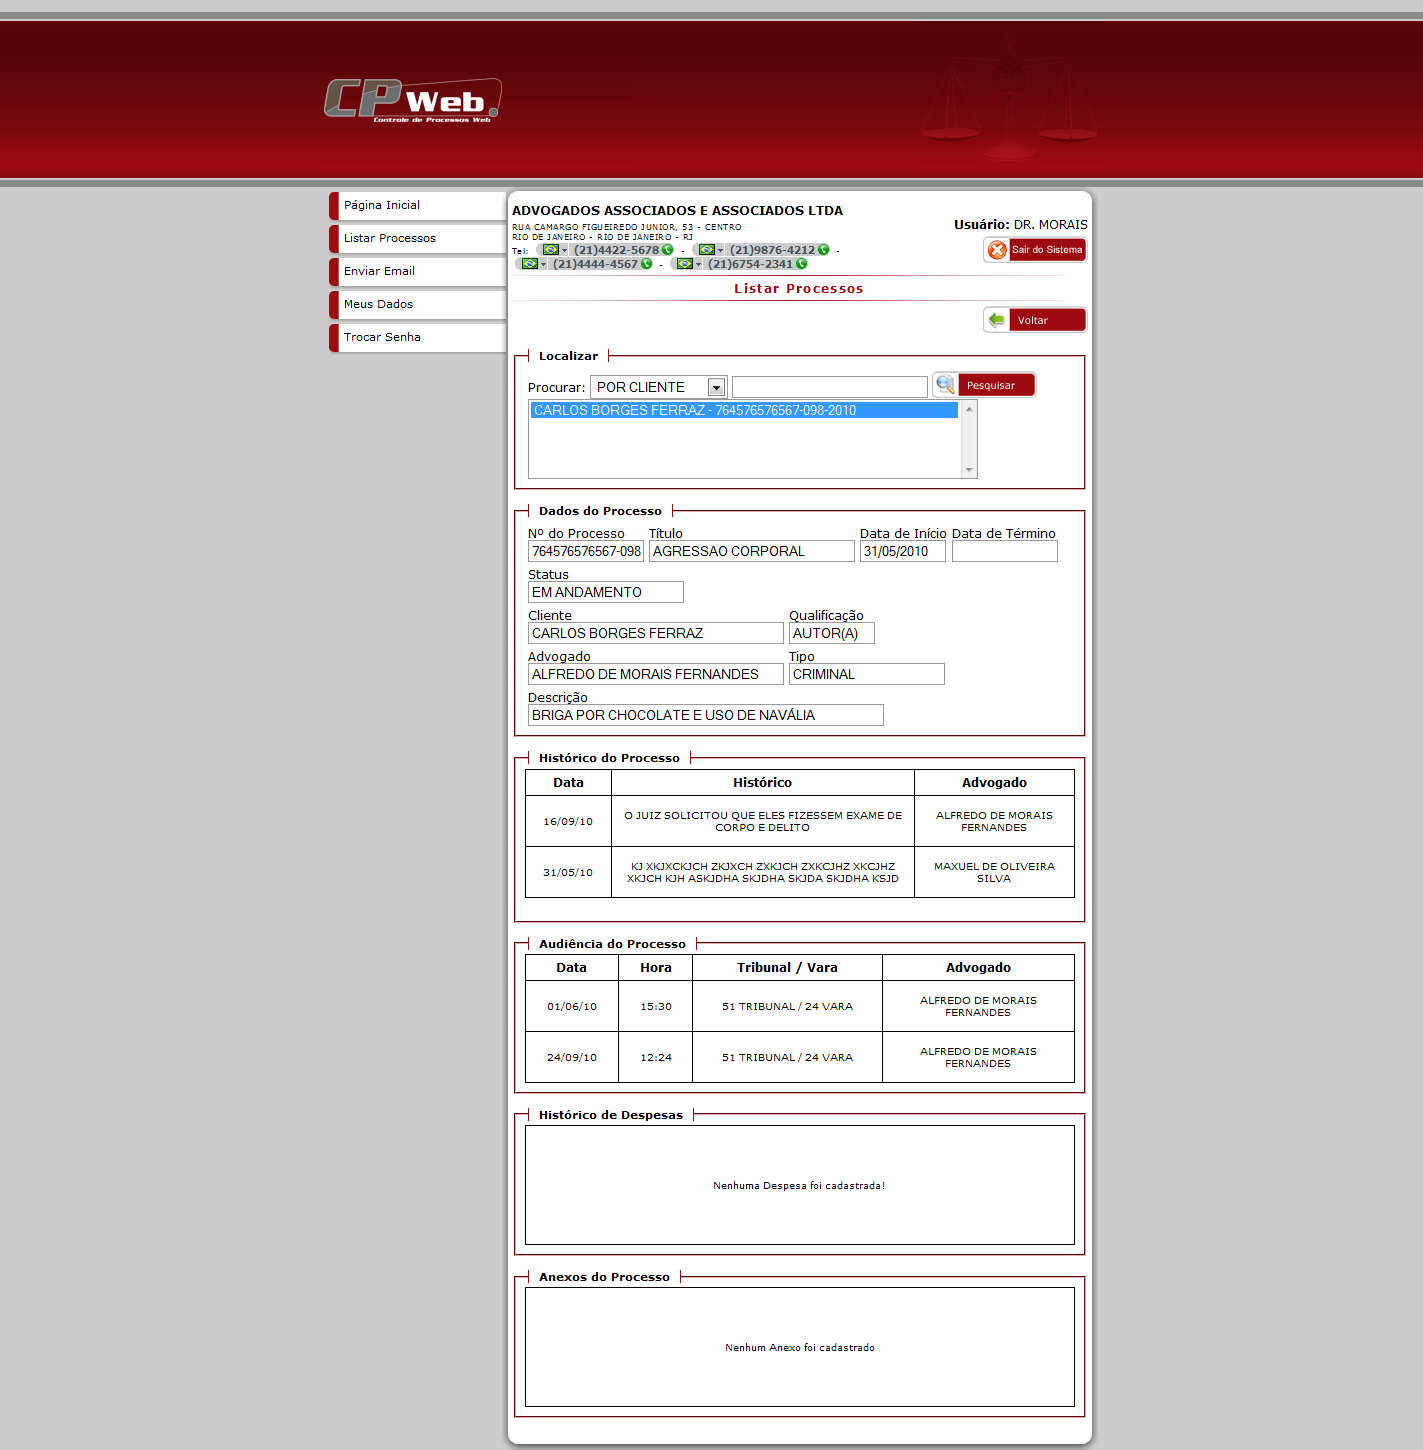 CP Web.
Controle de Processos Web
Página Inicial
Listar Processos
Enviar Email
Meus Dados
Trocar Senha
ADVOGADOS ASSOCIADOS E ASSOCIADOS LTDA
RUA CAMARGO FIGUEIREDO JUNIOR, 53 - CENTRO
RIO DE JANEIRO - RIO DE JANEIRO - RJ
Tel: (21)4422-5678 - (21)9876-4212 -
(21)4444-4567 - (21)6754-2341
Usuário: DR. MORAIS
Sair do Sistema
Listar Processos
Voltar
Localizar
Procurar: POR CLIENTE Pesquisar
CARLOS BORGES FERRAZ - 764576576567-098-2010
Dados do Processo
Nº do Processo Título Data de Início Data de Término
764576576567-098 AGRESSAO CORPORAL 31/05/2010
Status
EM ANDAMENTO
Cliente Qualificação
CARLOS BORGES FERRAZ AUTOR(A)
Advogado Tipo
ALFREDO DE MORAIS FERNANDES CRIMINAL
Descrição
BRIGA POR CHOCOLATE E USO DE NAVÁLIA
Histórico do Processo
Data Histórico Advogado
16/09/10 O JUIZ SOLICITOU QUE ELES FIZESSEM EXAME DE CORPO E DELITO ALFREDO DE MORAIS FERNANDES
31/05/10 KJ XKJXCKJCH ZKJXCH ZXKJCH ZXKCJHZ XKCJHZ XKJCH KJH ASKJDHA SKJDHA SKJDA SKJDHA KSJD MAXUEL DE OLIVEIRA SILVA
Audiência do Processo
Data Hora Tribunal / Vara Advogado
01/06/10 15:30 51 TRIBUNAL / 24 VARA ALFREDO DE MORAIS FERNANDES
24/09/10 12:24 51 TRIBUNAL / 24 VARA ALFREDO DE MORAIS FERNANDES
Histórico de Despesas
Nenhuma Despesa foi cadastrada!
Anexos do Processo
Nenhum Anexo foi cadastrado